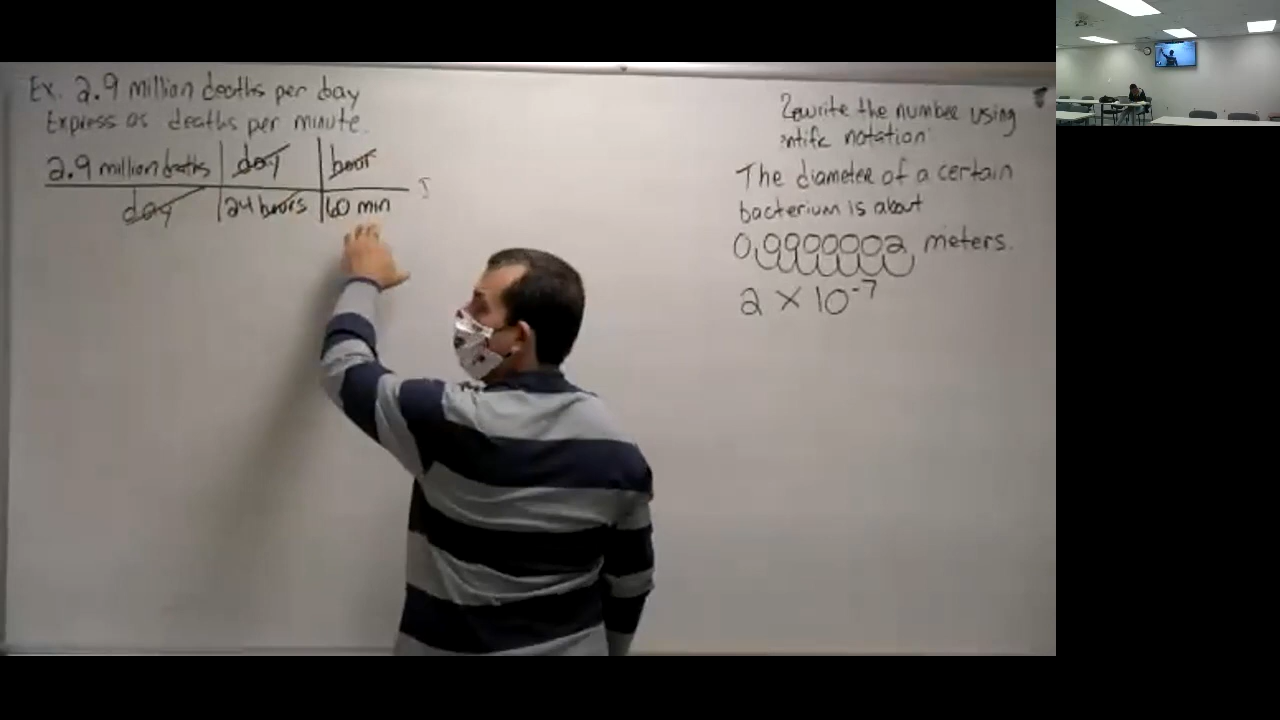 Ex. 2.9 million deaths per day
Express as deaths per minute.
2.9 million deaths | day | hour
day | 24 hours | 60 min
Rewrite the number using
entific notation
The diameter of a certain
bacterium is about
0.0000002 meters.
2 × 10⁻⁷